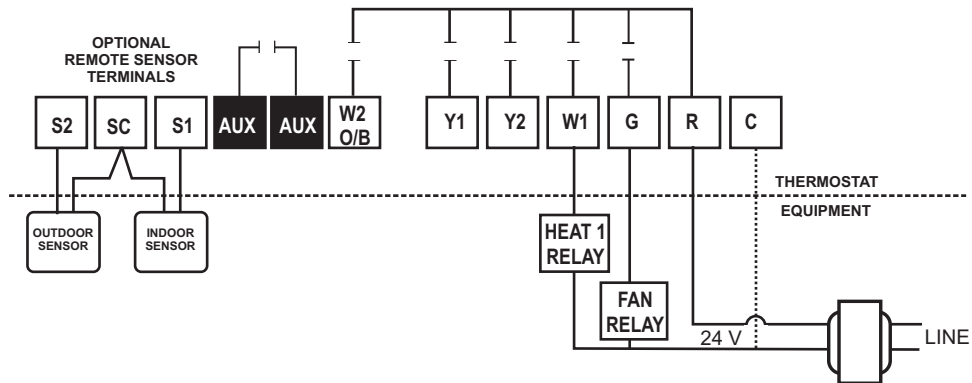 OPTIONAL
REMOTE SENSOR
TERMINALS
S2
SC
S1
AUX
AUX
W2
O/B
Y1
Y2
W1
G
R
C
THERMOSTAT
EQUIPMENT
OUTDOOR
SENSOR
INDOOR
SENSOR
HEAT 1
RELAY
FAN
RELAY
24 V
LINE